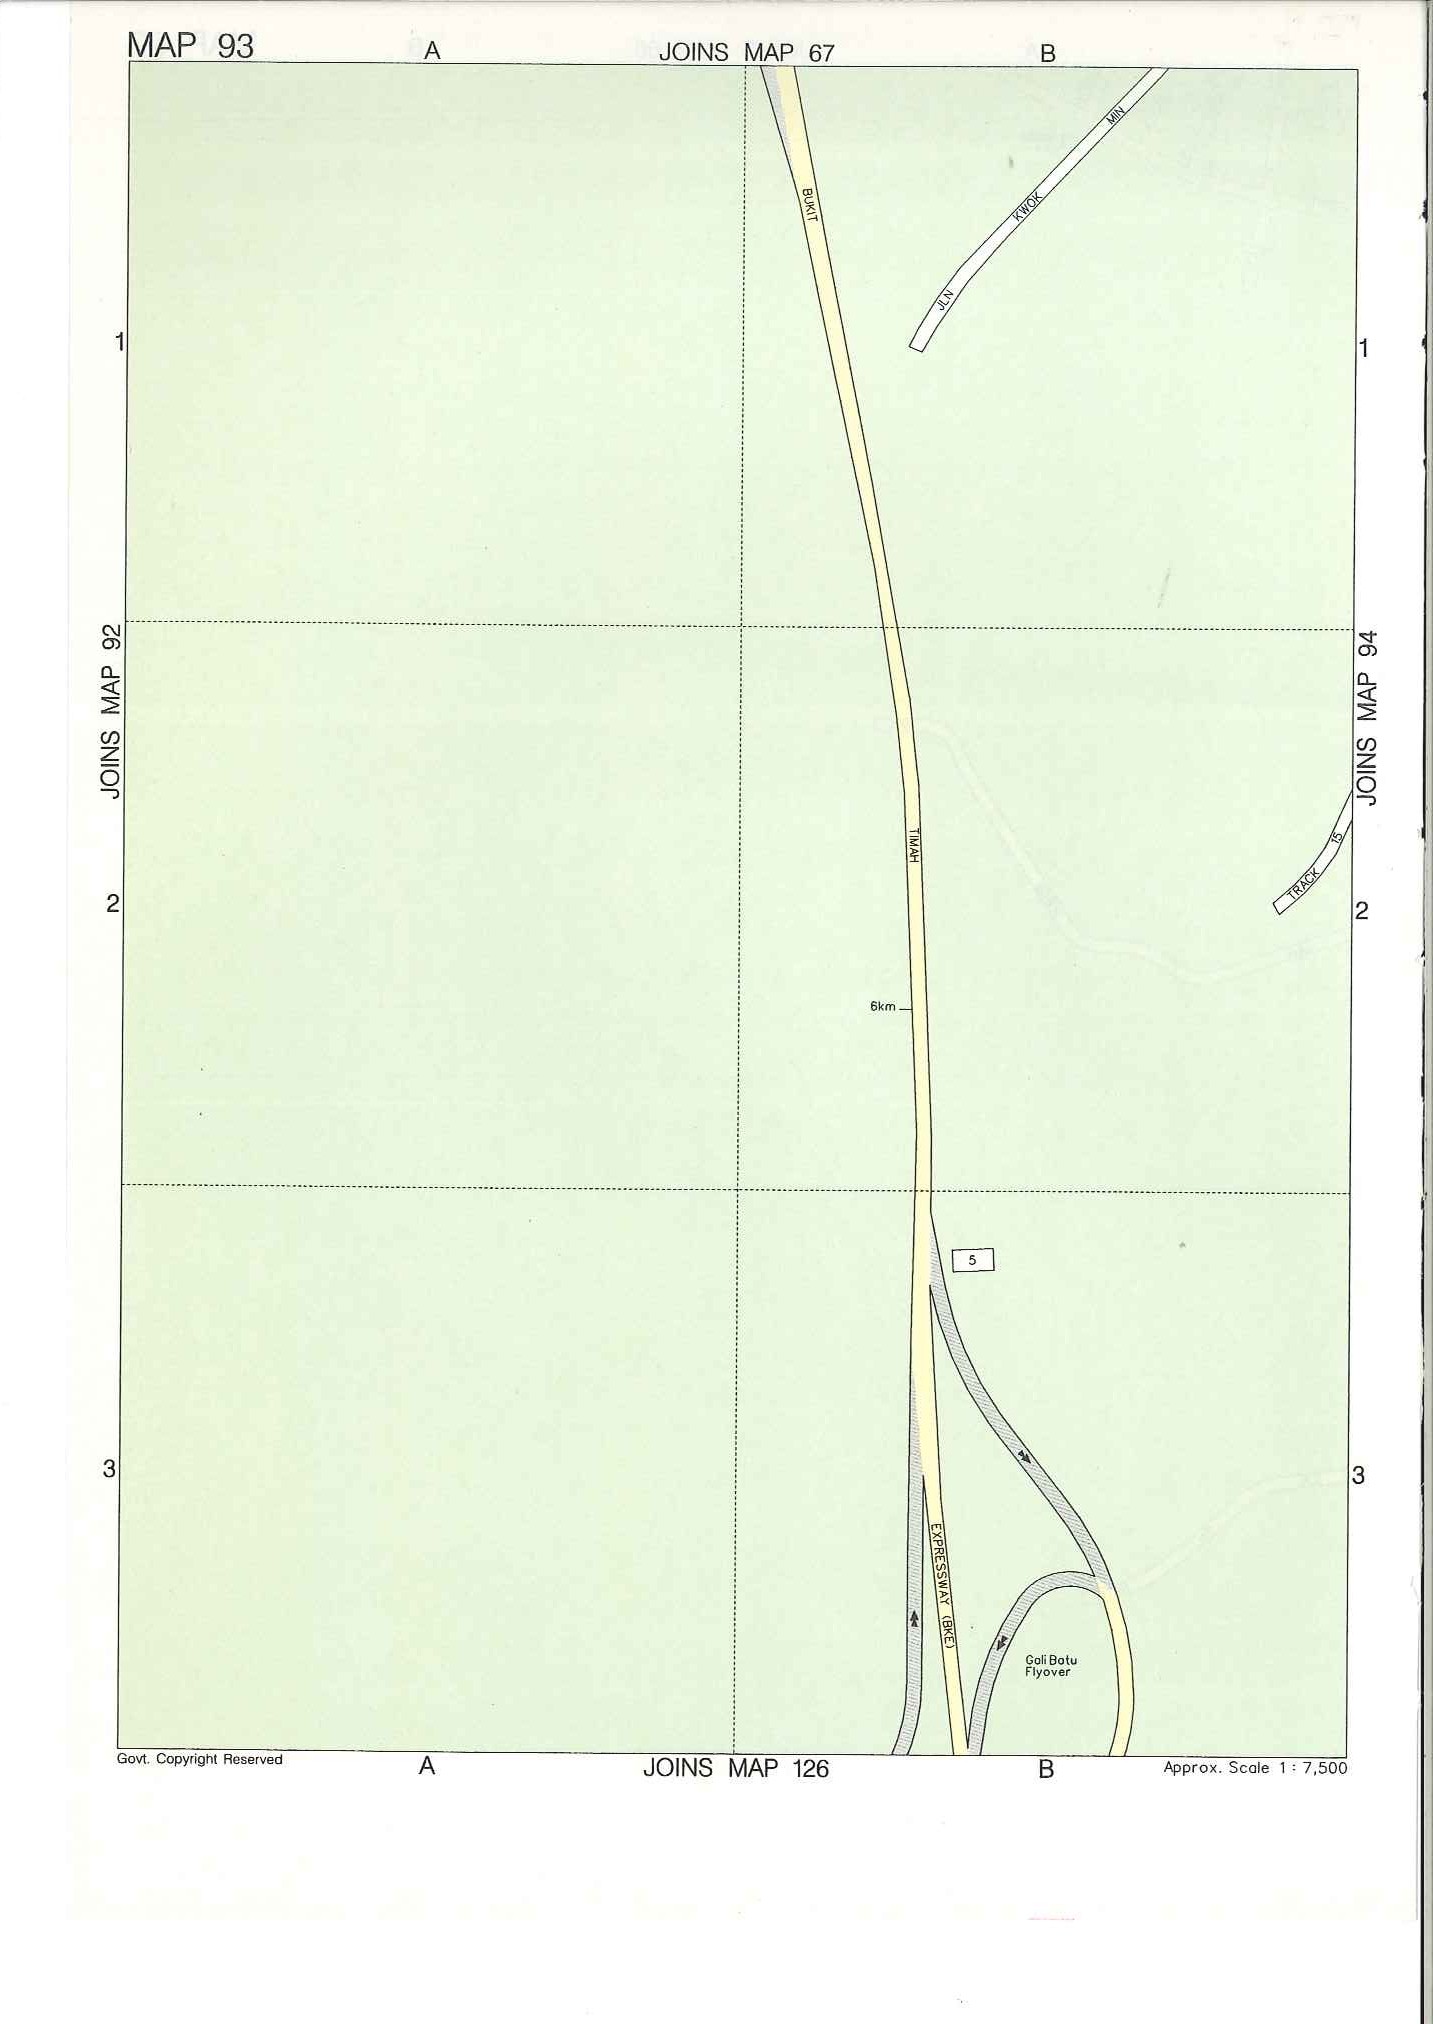 MAP 93
A
JOINS MAP 67
B
MIN
KWOK
JLN
BUKIT
1
1
JOINS MAP 92
JOINS MAP 94
TIMAH
15
TRACK
2
2
6km
5
3
3
EXPRESSWAY (BKE)
Gali Batu
Flyover
Govt. Copyright Reserved
A
JOINS MAP 126
B
Approx. Scale 1 : 7,500